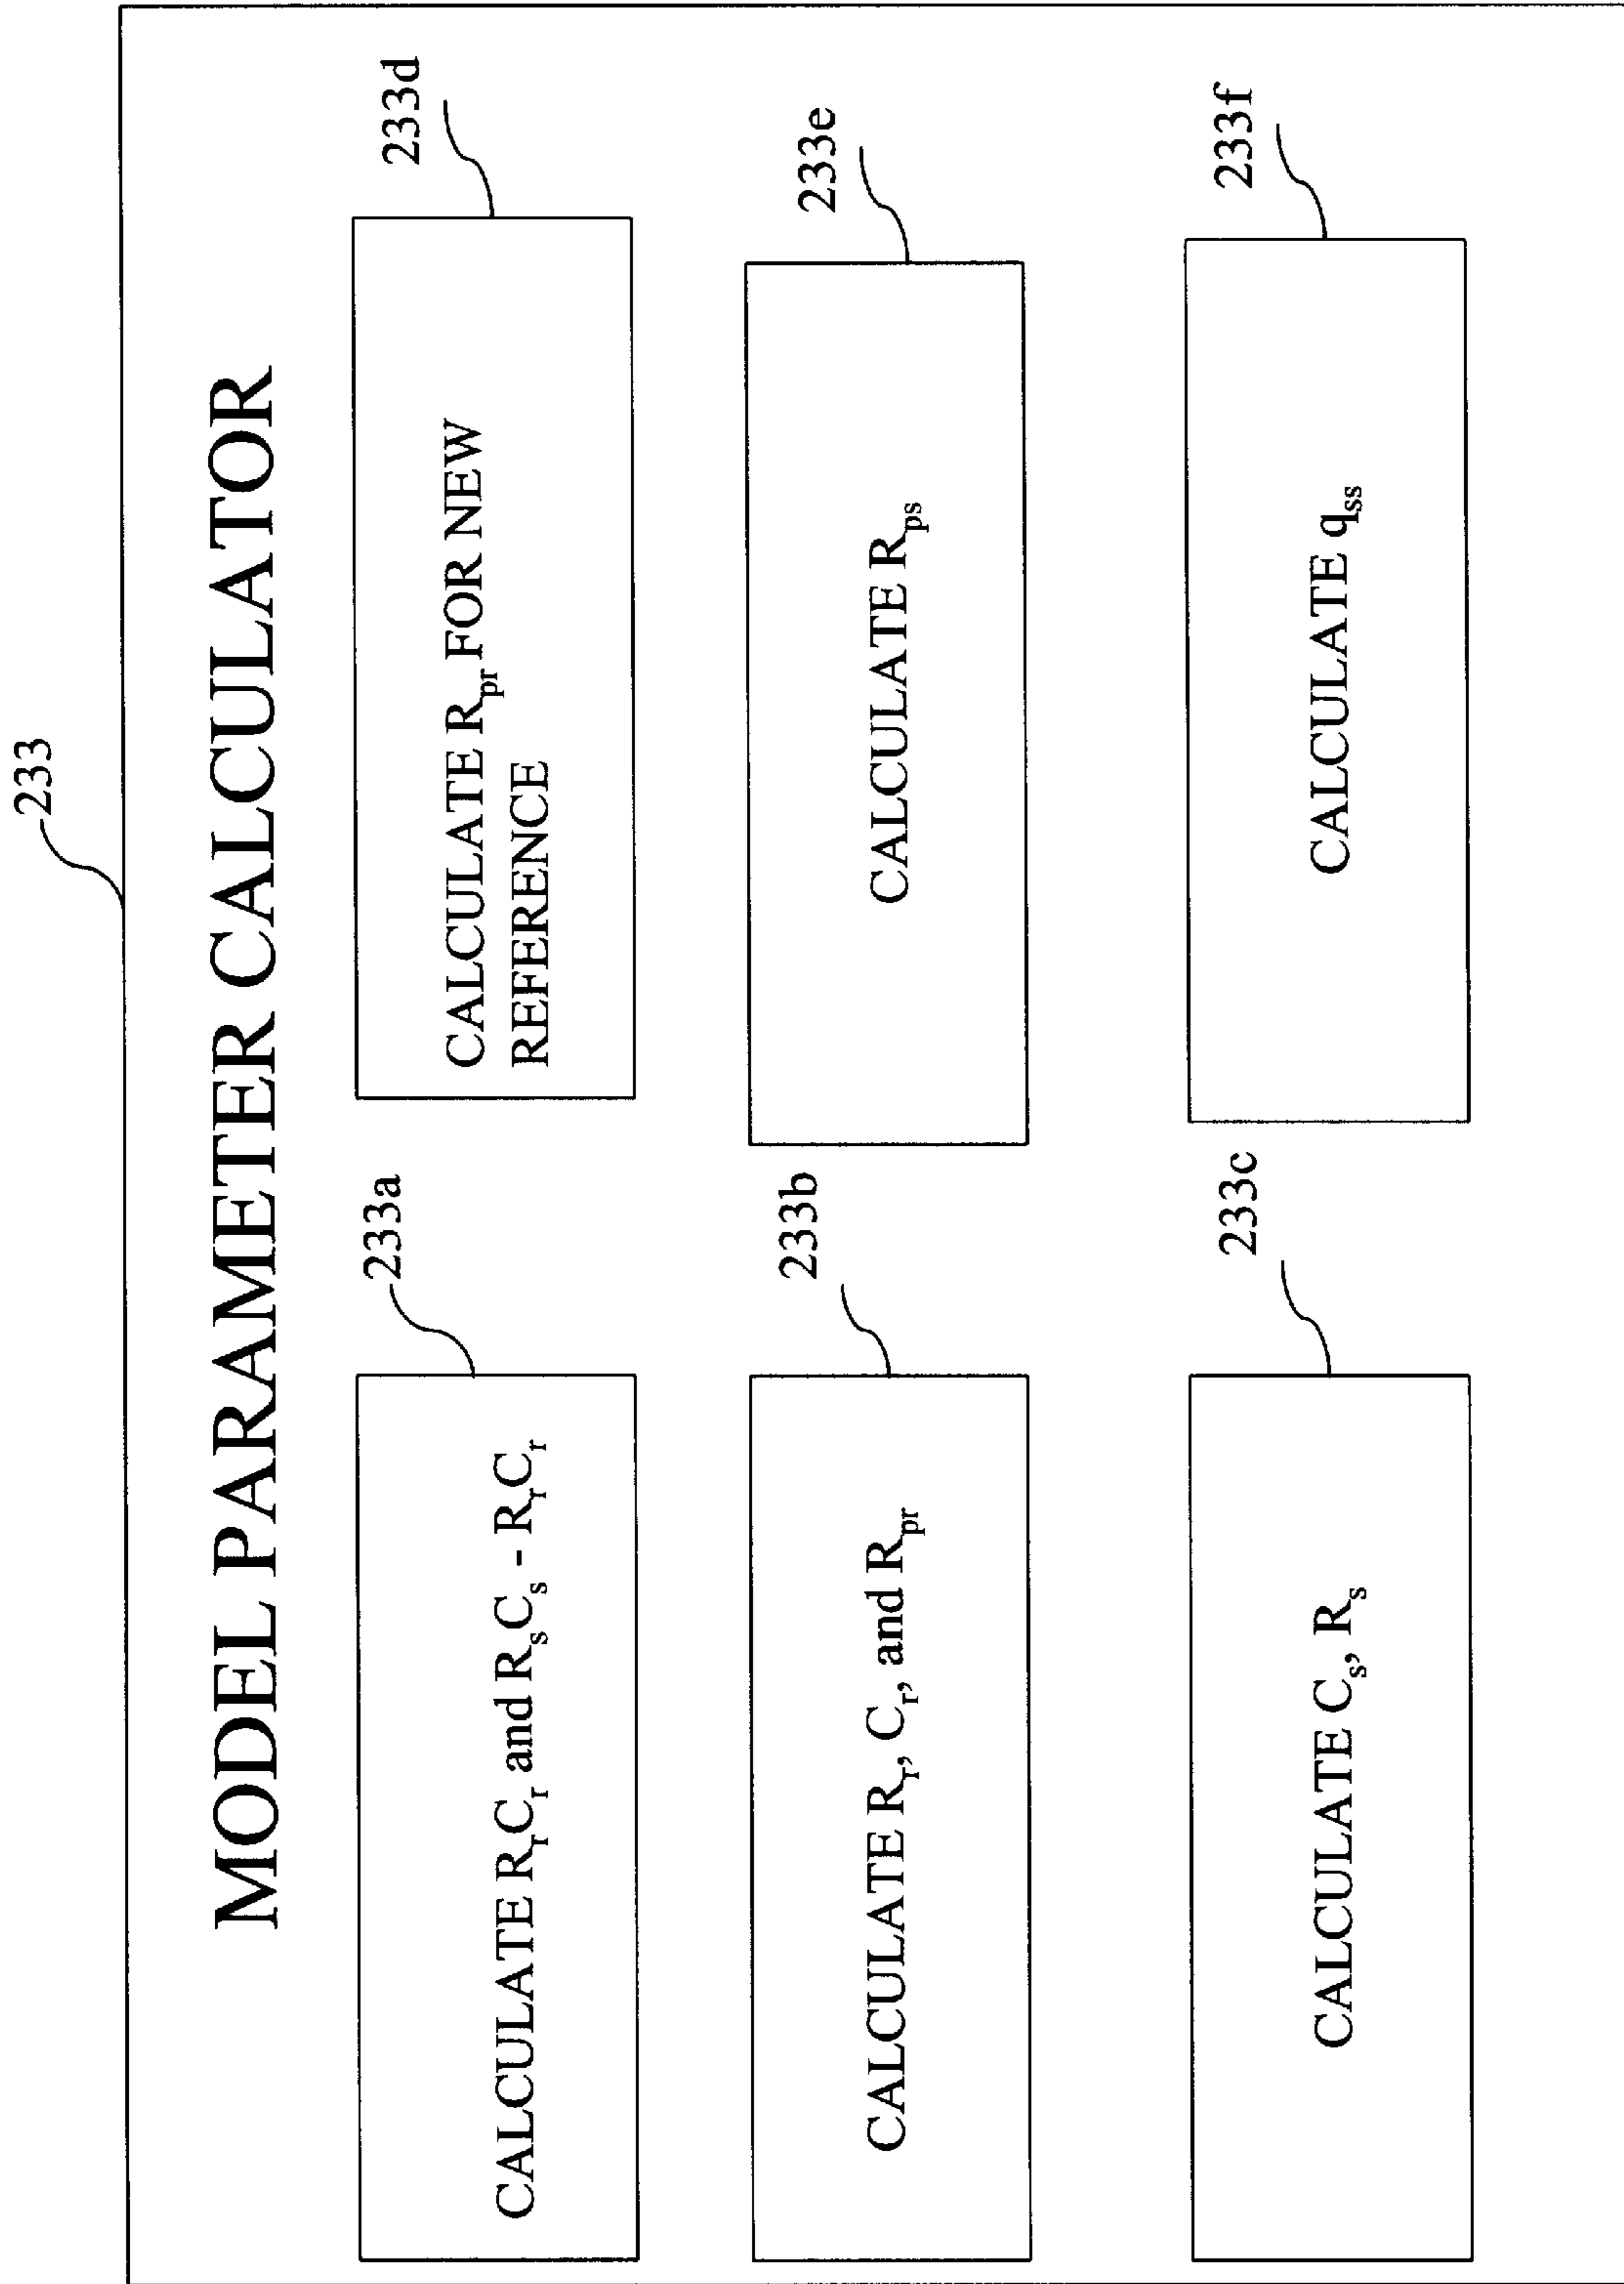 233
MODEL PARAMETER CALCULATOR
233a
CALCULATE RrCr and RsCs - RrCr
233b
CALCULATE Rr, Cr, and Rpr
233c
CALCULATE Cs, Rs
233d
CALCULATE Rpr FOR NEW
REFERENCE
233e
CALCULATE Rps
233f
CALCULATE qss